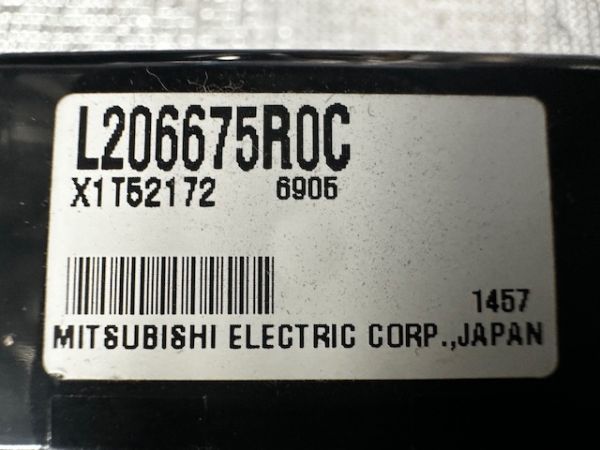 L206675R0C
X1T52172 6905
1457
MITSUBISHI ELECTRIC CORP.,JAPAN